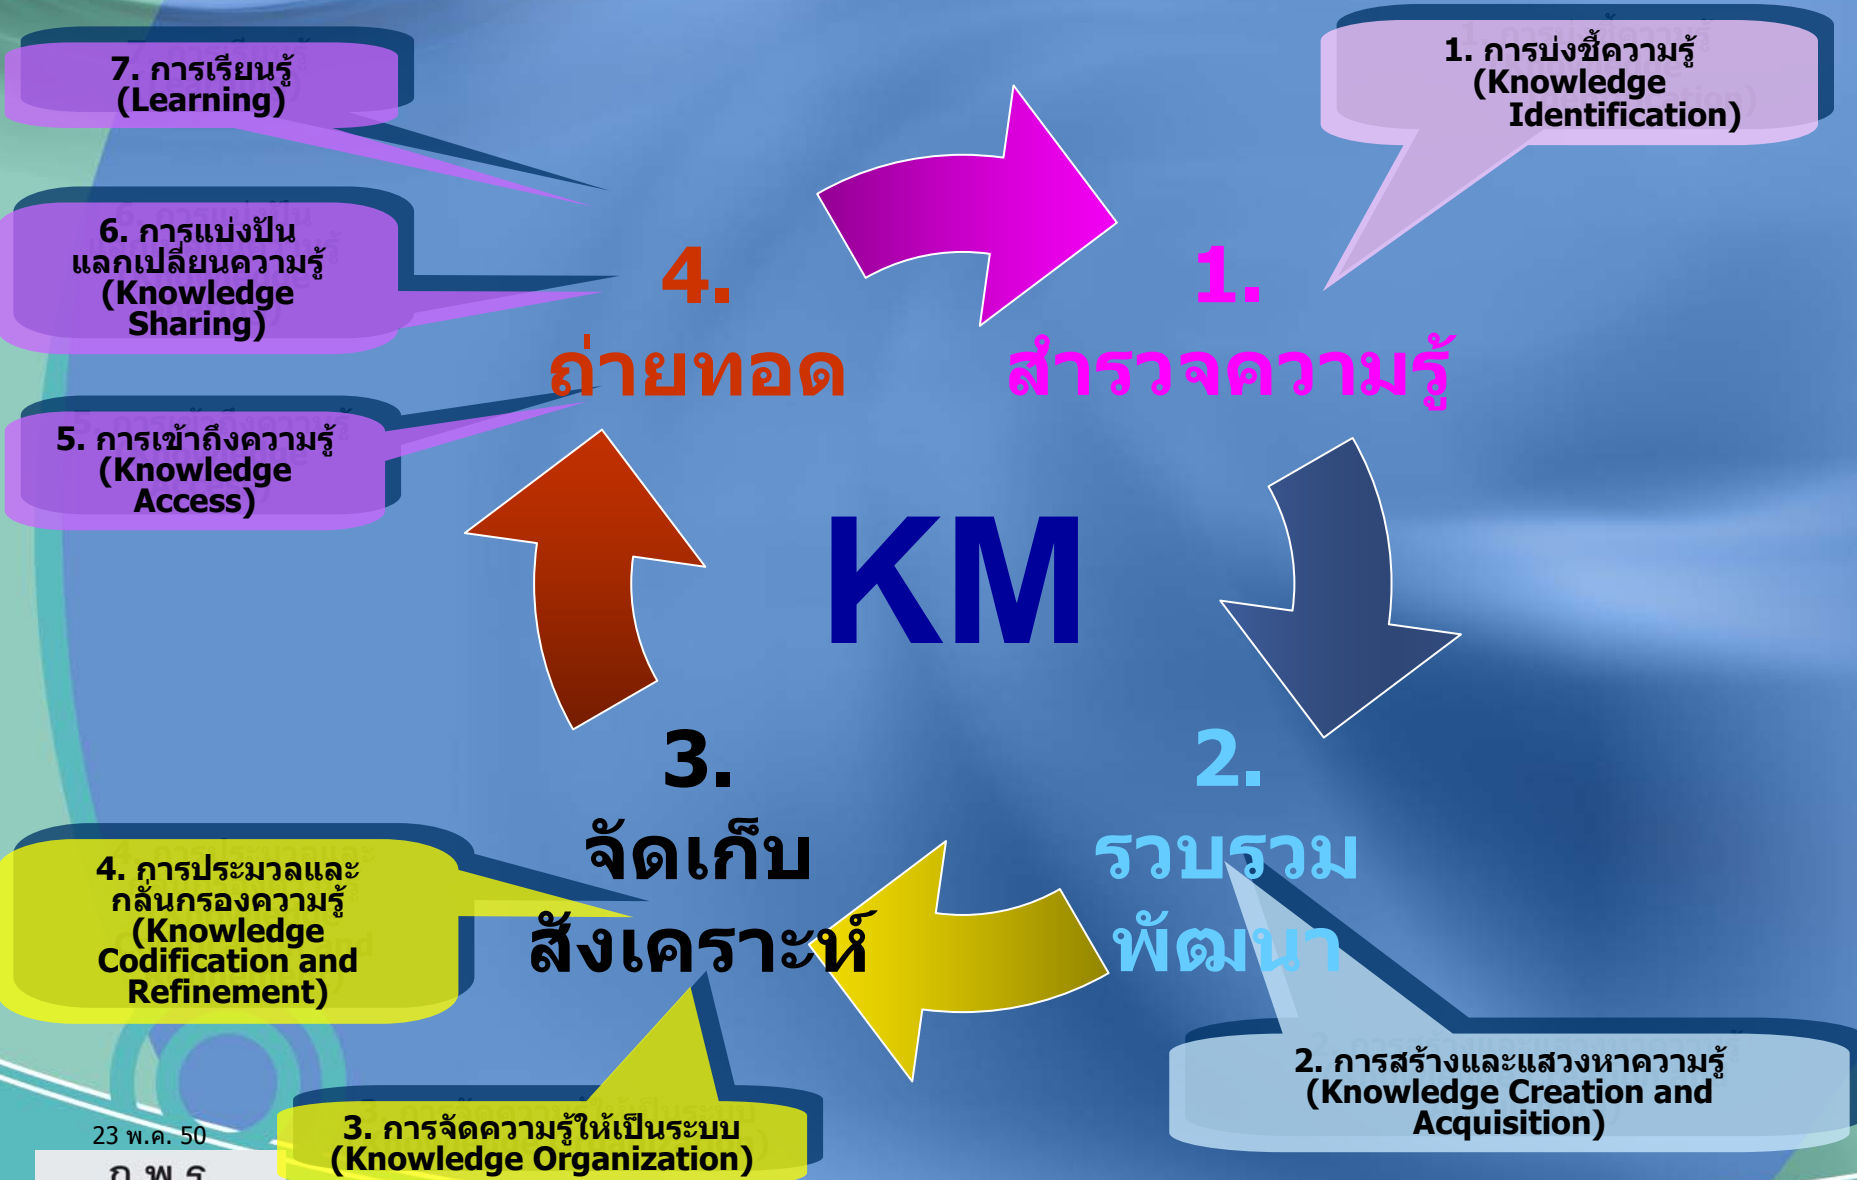 7. การเรียนรู้
(Learning)
1. การบ่งชี้ความรู้
(Knowledge
Identification)
6. การแบ่งปัน
แลกเปลี่ยนความรู้
(Knowledge
Sharing)
4.
ถ่ายทอด
1.
สำรวจความรู้
5. การเข้าถึงความรู้
(Knowledge
Access)
KM
3.
จัดเก็บ
สังเคราะห์
2.
รวบรวม
พัฒนา
4. การประมวลและ
กลั่นกรองความรู้
(Knowledge
Codification and
Refinement)
2. การสร้างและแสวงหาความรู้
(Knowledge Creation and
Acquisition)
3. การจัดความรู้ให้เป็นระบบ
(Knowledge Organization)
23 พ.ค. 50
ก.พ.ร